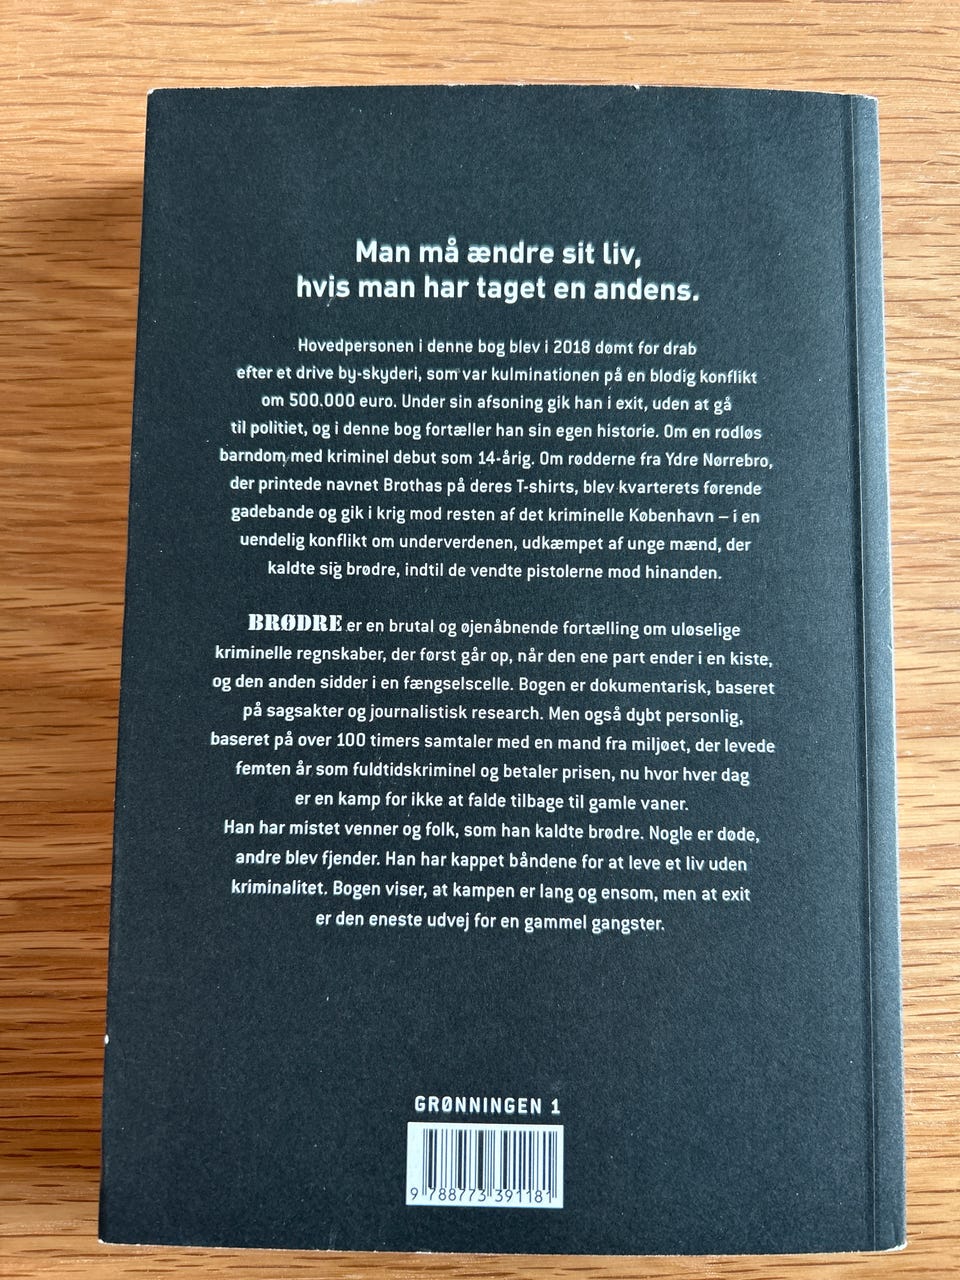 Man må ændre sit liv,
hvis man har taget en andens.
Hovedpersonen i denne bog blev i 2018 dømt for drab
efter et drive by-skyderi, som var kulminationen på en blodig konflikt
om 500.000 euro. Under sin afsoning gik han i exit, uden at gå
til politiet, og i denne bog fortæller han sin egen historie. Om en rodløs
barndom med kriminel debut som 14-årig. Om rødderne fra Ydre Nørrebro,
der printede navnet Brothas på deres T-shirts, blev kvarterets førende
gadebande og gik i krig mod resten af det kriminelle København – i en
uendelig konflikt om underverdenen, udkæmpet af unge mænd, der
kaldte sig brødre, indtil de vendte pistolerne mod hinanden.
BRØDRE er en brutal og øjenåbnende fortælling om uløselige
kriminelle regnskaber, der først går op, når den ene part ender i en kiste,
og den anden sidder i en fængselscelle. Bogen er dokumentarisk, baseret
på sagsakter og journalistisk research. Men også dybt personlig,
baseret på over 100 timers samtaler med en mand fra miljøet, der levede
femten år som fuldtidskriminel og betaler prisen, nu hvor hver dag
er en kamp for ikke at falde tilbage til gamle vaner.
Han har mistet venner og folk, som han kaldte brødre. Nogle er døde,
andre blev fjender. Han har kappet båndene for at leve et liv uden
kriminalitet. Bogen viser, at kampen er lang og ensom, men at exit
er den eneste udvej for en gammel gangster.
GRØNNINGEN 1
9 788773 391181